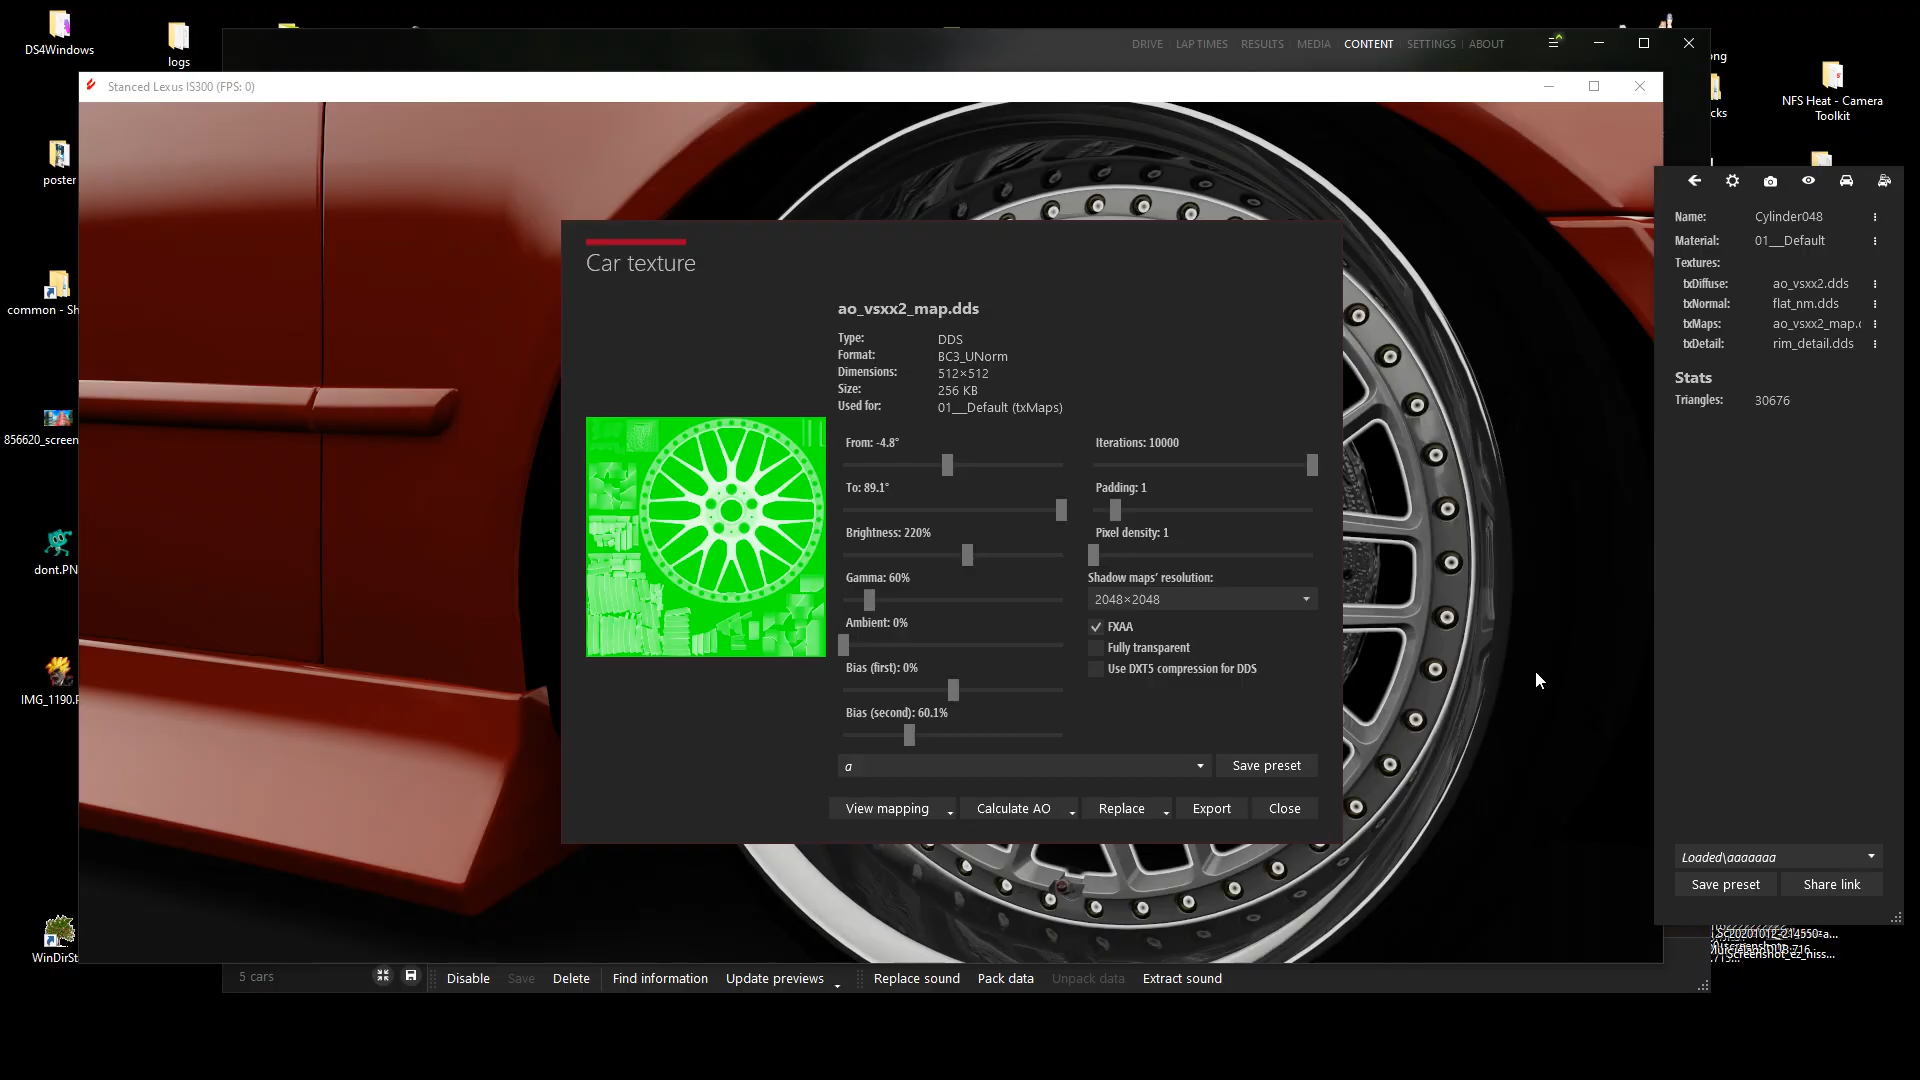 DS4Windows
logs
DRIVE LAP TIMES RESULTS MEDIA CONTENT SETTINGS ABOUT
Stanced Lexus IS300 (FPS: 0)
NFS Heat - Camera
Toolkit
poster
common - Sh
856620_screen
dont.PN
IMG_1190.P
WinDirSt
Car texture
ao_vsxx2_map.dds
Type: DDS
Format: BC3_UNorm
Dimensions: 512×512
Size: 256 KB
Used for: 01___Default (txMaps)
From: -4.8°
To: 89.1°
Brightness: 220%
Gamma: 60%
Ambient: 0%
Bias (first): 0%
Bias (second): 60.1%
Iterations: 10000
Padding: 1
Pixel density: 1
Shadow maps' resolution:
2048×2048
FXAA
Fully transparent
Use DXT5 compression for DDS
a
Save preset
View mapping Calculate AO Replace Export Close
Name: Cylinder048
Material: 01___Default
Textures:
txDiffuse: ao_vsxx2.dds
txNormal: flat_nm.dds
txMaps: ao_vsxx2_map.
txDetail: rim_detail.dds
Stats
Triangles: 30676
Loaded\aaaaaaa
Save preset Share link
5 cars
Disable Save Delete Find information Update previews Replace sound Pack data Unpack data Extract sound